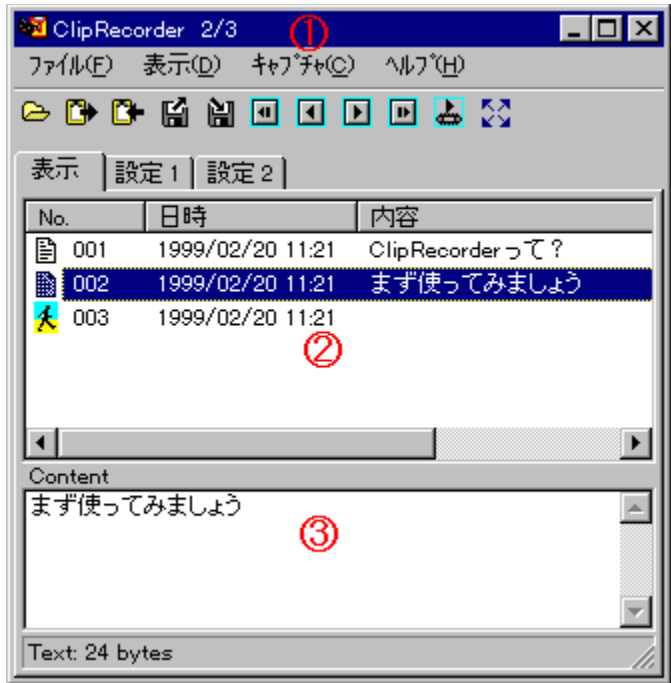 ClipRecorder 2/3 ①
ﾌｧｲﾙ(F) 表示(D) ｷｬﾌﾟﾁｬ(C) ﾍﾙﾌﾟ(H)
表示 設定1 設定2
No. 日時 内容
001 1999/02/20 11:21 ClipRecorderって？
002 1999/02/20 11:21 まず使ってみましょう
003 1999/02/20 11:21
②
Content
まず使ってみましょう
③
Text: 24 bytes